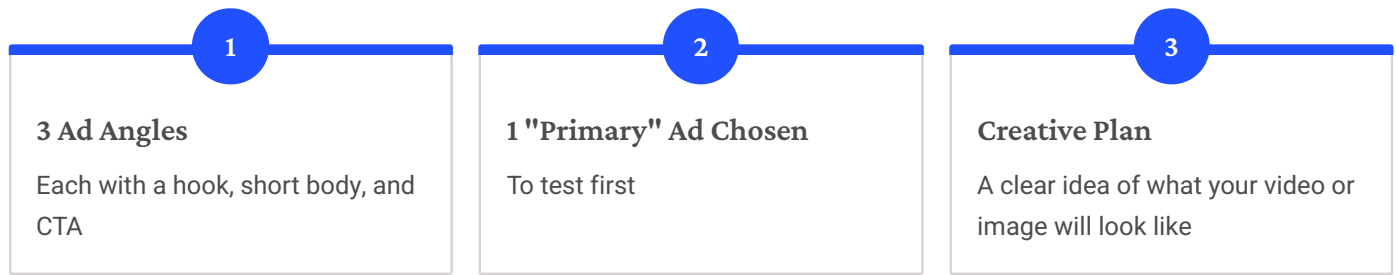 1
3 Ad Angles
Each with a hook, short body, and
CTA
2
1 "Primary" Ad Chosen
To test first
3
Creative Plan
A clear idea of what your video or
image will look like